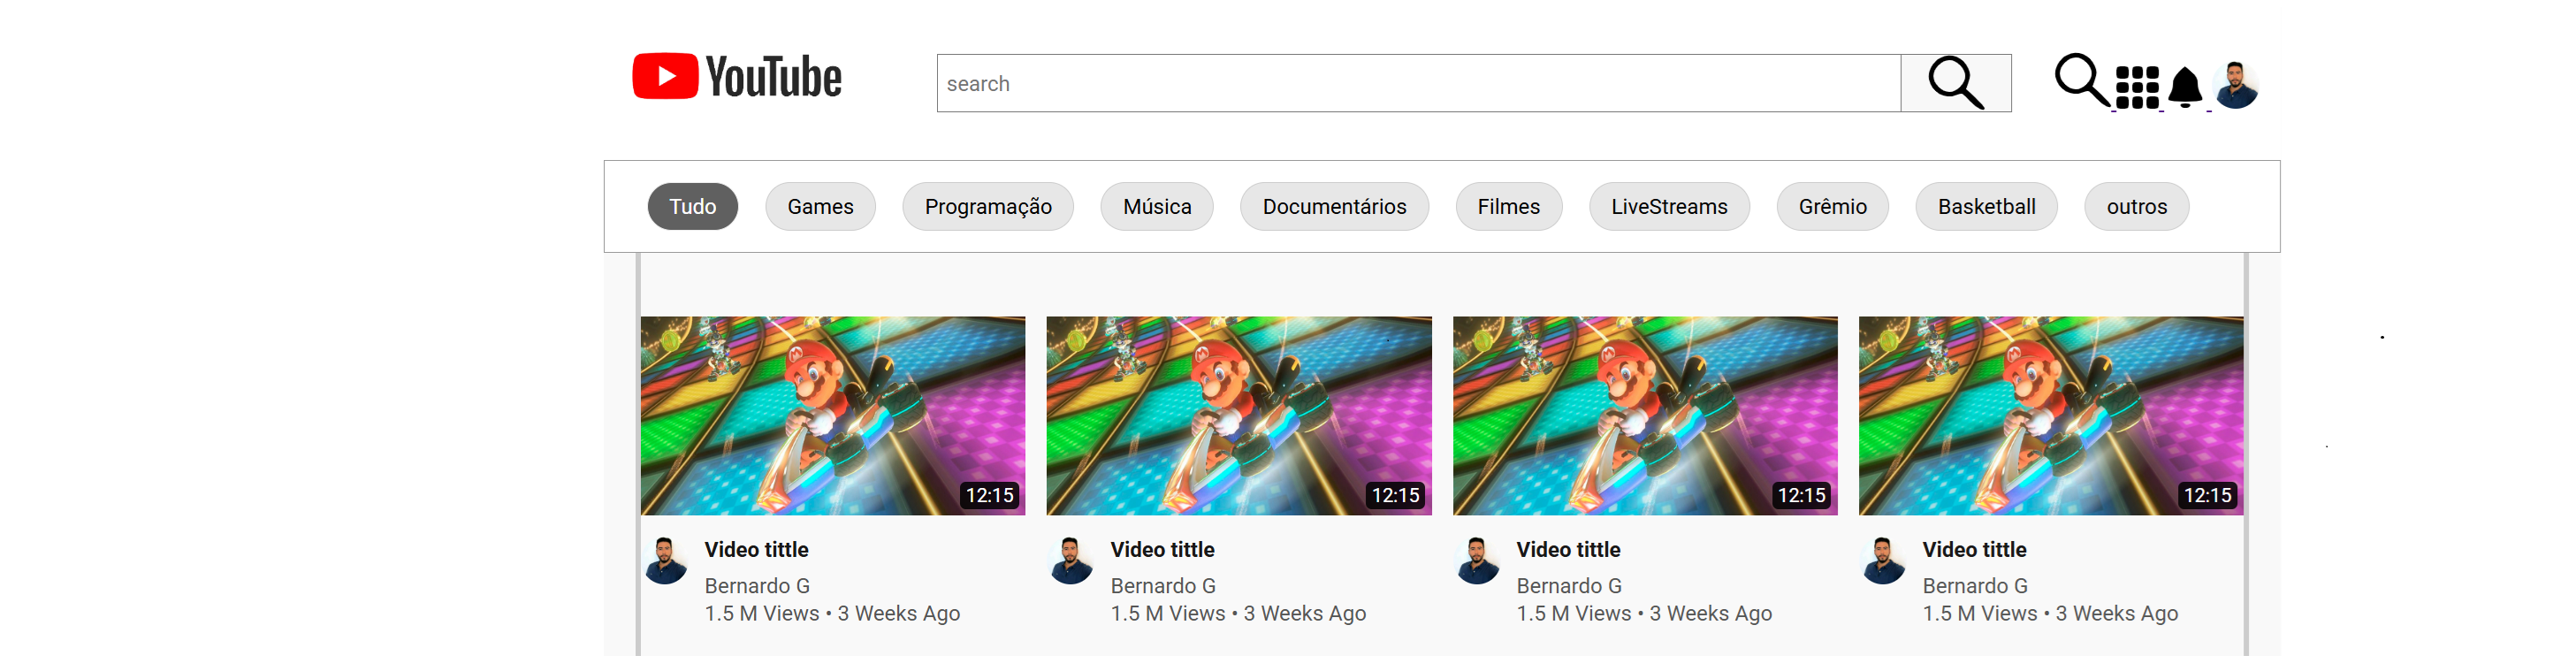 YouTube
search
Tudo Games Programação Música Documentários Filmes LiveStreams Grêmio Basketball outros
12:15 12:15 12:15 12:15
Video tittle Video tittle Video tittle Video tittle
Bernardo G Bernardo G Bernardo G Bernardo G
1.5 M Views • 3 Weeks Ago 1.5 M Views • 3 Weeks Ago 1.5 M Views • 3 Weeks Ago 1.5 M Views • 3 Weeks Ago